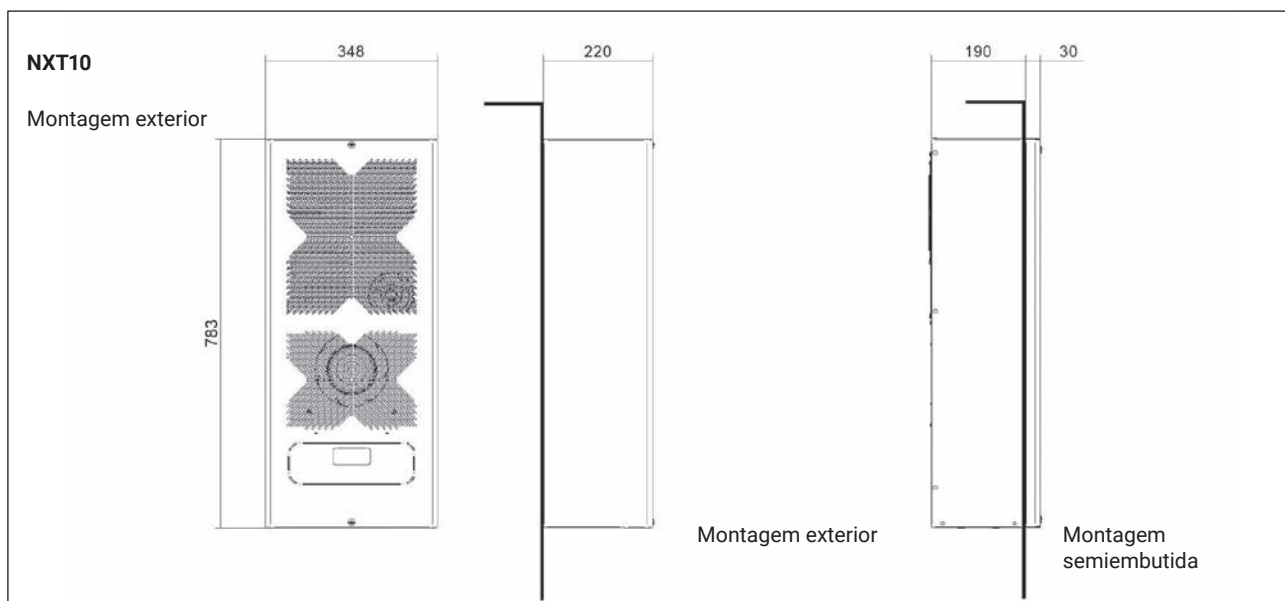 348
220
190
30
NXT10
Montagem exterior
783
Montagem exterior
Montagem
semiembutida